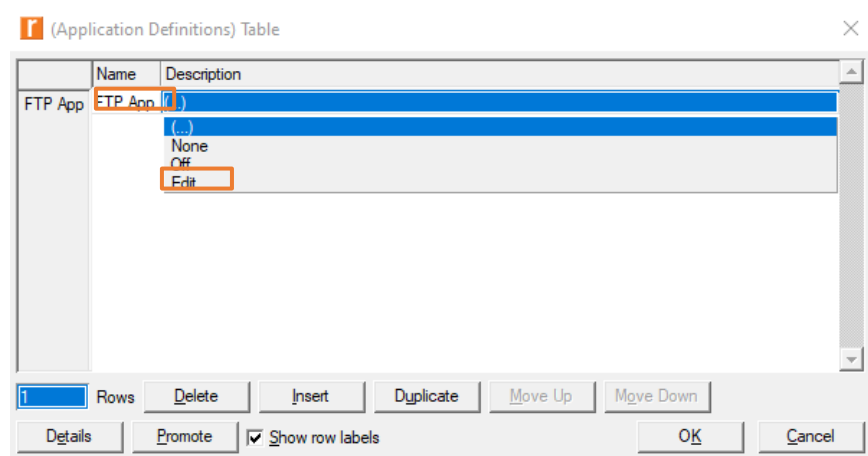 (Application Definitions) Table
Name Description
FTP App FTP App (...)
(...)
None
Off
Edit
1 Rows Delete Insert Duplicate Move Up Move Down
Details Promote Show row labels OK Cancel